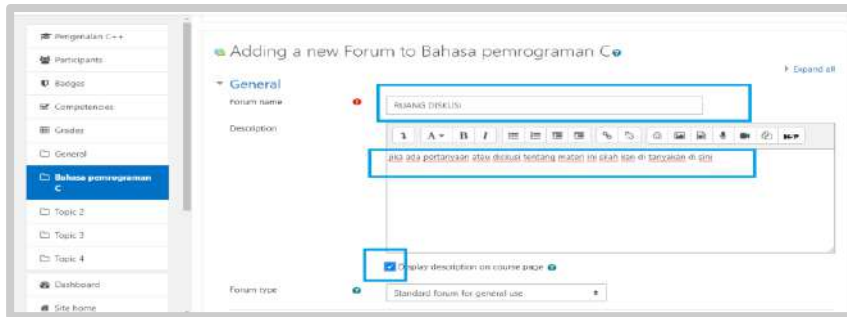 Pengenalan C++
Participants
Badges
Competencies
Grades
General
Bahasa pemrograman C
Topic 2
Topic 3
Topic 4
Dashboard
Site home
Adding a new Forum to Bahasa pemrograman C
Expand all
General
Forum name
RUANG DISKUSI
Description
jika ada pertanyaan atau diskusi tentang materi ini silah kan di tanyakan di sini
Display description on course page
Forum type
Standard forum for general use